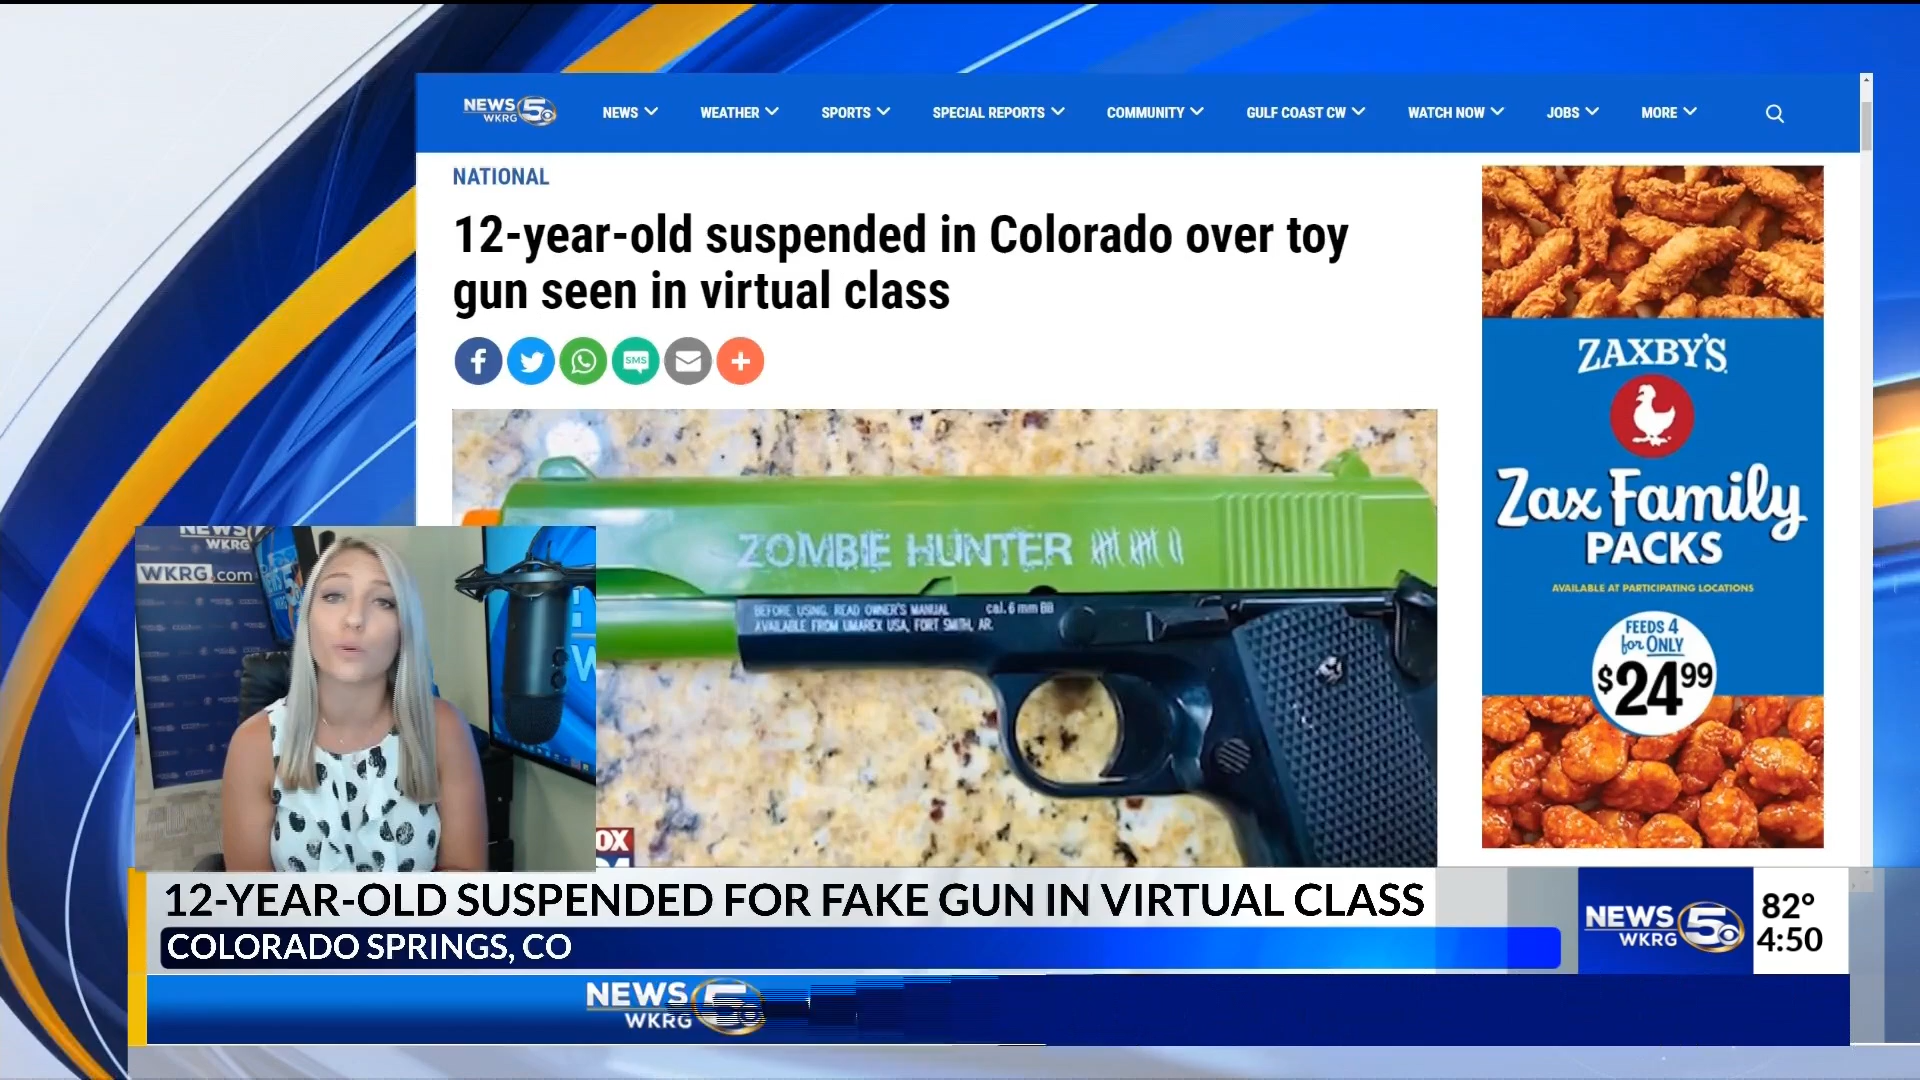 NEWS 5
WKRG
NEWS
WEATHER
SPORTS
SPECIAL REPORTS
COMMUNITY
GULF COAST CW
WATCH NOW
JOBS
MORE
NATIONAL
12-year-old suspended in Colorado over toy
gun seen in virtual class
SMS
ZOMBIE HUNTER
BEFORE USING, READ OWNER'S MANUAL cal. 6 mm BB
AVAILABLE FROM UMAREX USA, FORT SMITH, AR.
ZAXBY'S
Zax Family
PACKS
AVAILABLE AT PARTICIPATING LOCATIONS
FEEDS 4
for ONLY
$24.99
NEWS
WKRG
WKRG.com
12-YEAR-OLD SUSPENDED FOR FAKE GUN IN VIRTUAL CLASS
COLORADO SPRINGS, CO
NEWS 5
WKRG
82°
4:50
NEWS 5
WKRG